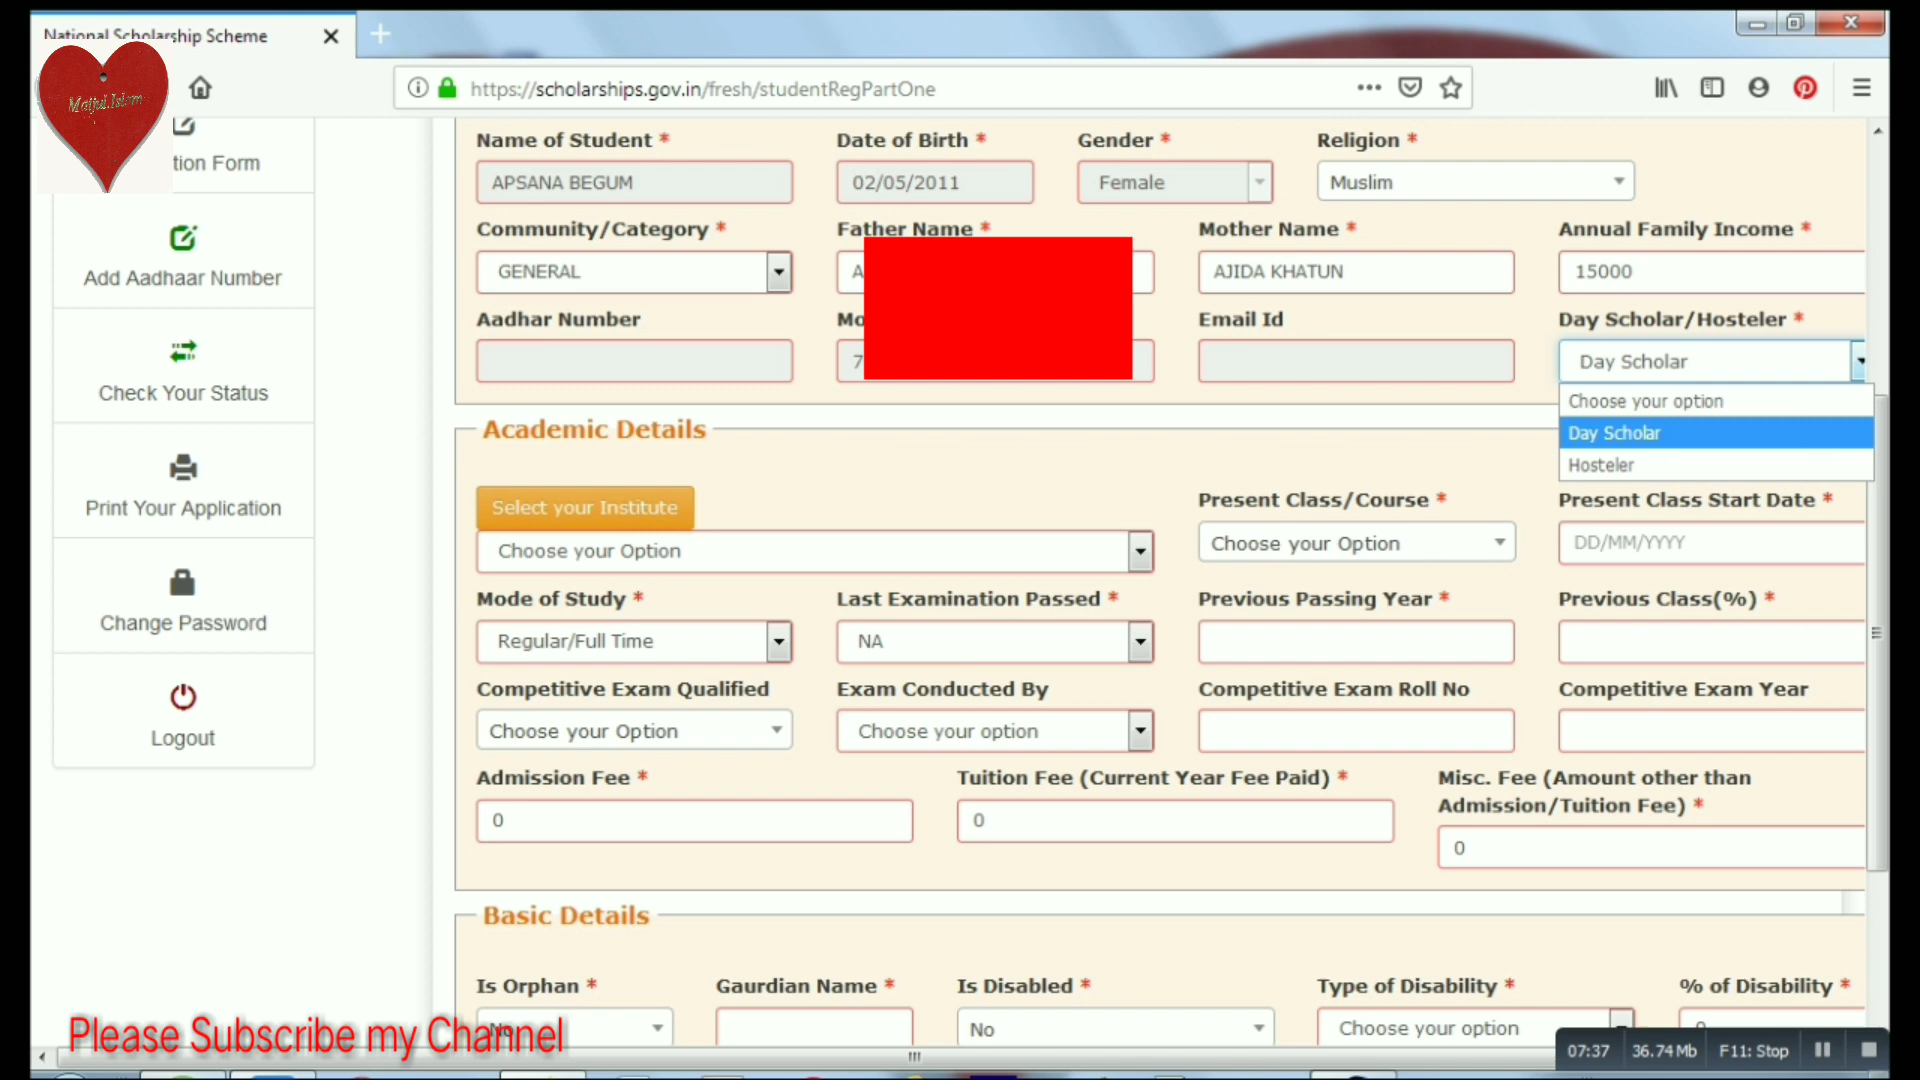 National Scholarship Scheme
Maijul.Islam
https://scholarships.gov.in/fresh/studentRegPartOne
tion Form
Add Aadhaar Number
Check Your Status
Print Your Application
Change Password
Logout
Name of Student * Date of Birth * Gender * Religion *
APSANA BEGUM 02/05/2011 Female Muslim
Community/Category * Father Name * Mother Name * Annual Family Income *
GENERAL A AJIDA KHATUN 15000
Aadhar Number Mo Email Id Day Scholar/Hosteler *
7 Day Scholar
Choose your option
Day Scholar
Hosteler
Academic Details
Select your Institute Present Class/Course * Present Class Start Date *
Choose your Option Choose your Option DD/MM/YYYY
Mode of Study * Last Examination Passed * Previous Passing Year * Previous Class(%) *
Regular/Full Time NA
Competitive Exam Qualified Exam Conducted By Competitive Exam Roll No Competitive Exam Year
Choose your Option Choose your option
Admission Fee * Tuition Fee (Current Year Fee Paid) * Misc. Fee (Amount other than
Admission/Tuition Fee) *
0 0 0
Basic Details
Is Orphan * Gaurdian Name * Is Disabled * Type of Disability * % of Disability *
No No Choose your option 0
Please Subscribe my Channel
07:37 36.74 Mb F11: Stop